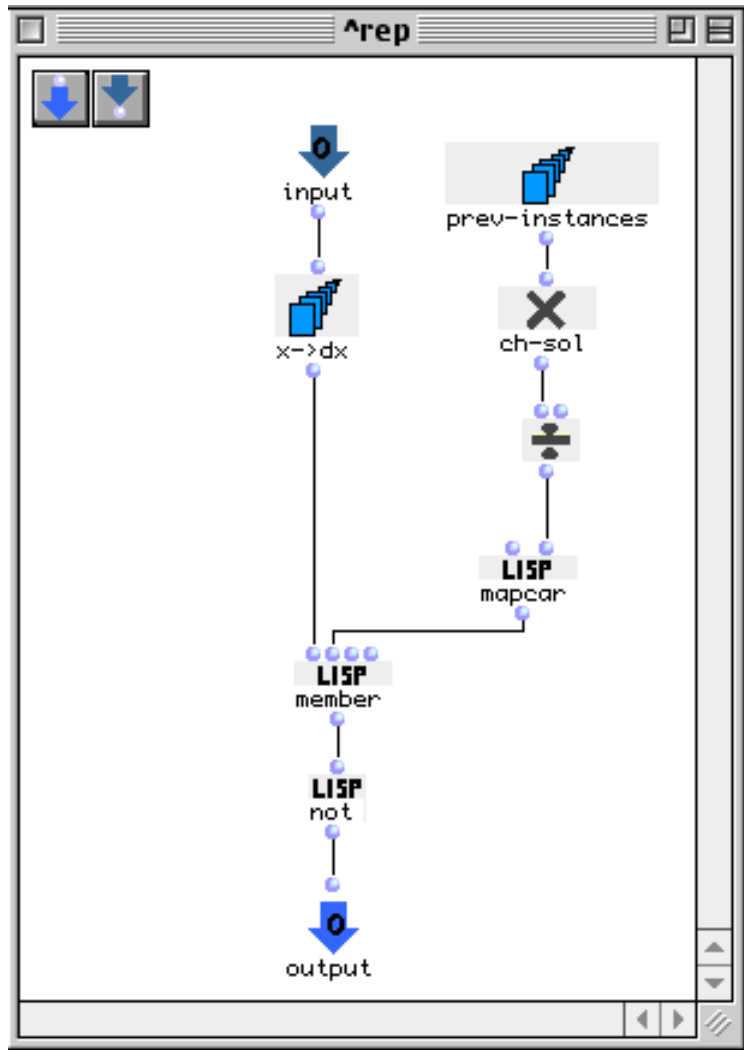 ^rep
0
input
prev-instances
x->dx
ch-sol
LISP
mapcar
LISP
member
LISP
not
0
output